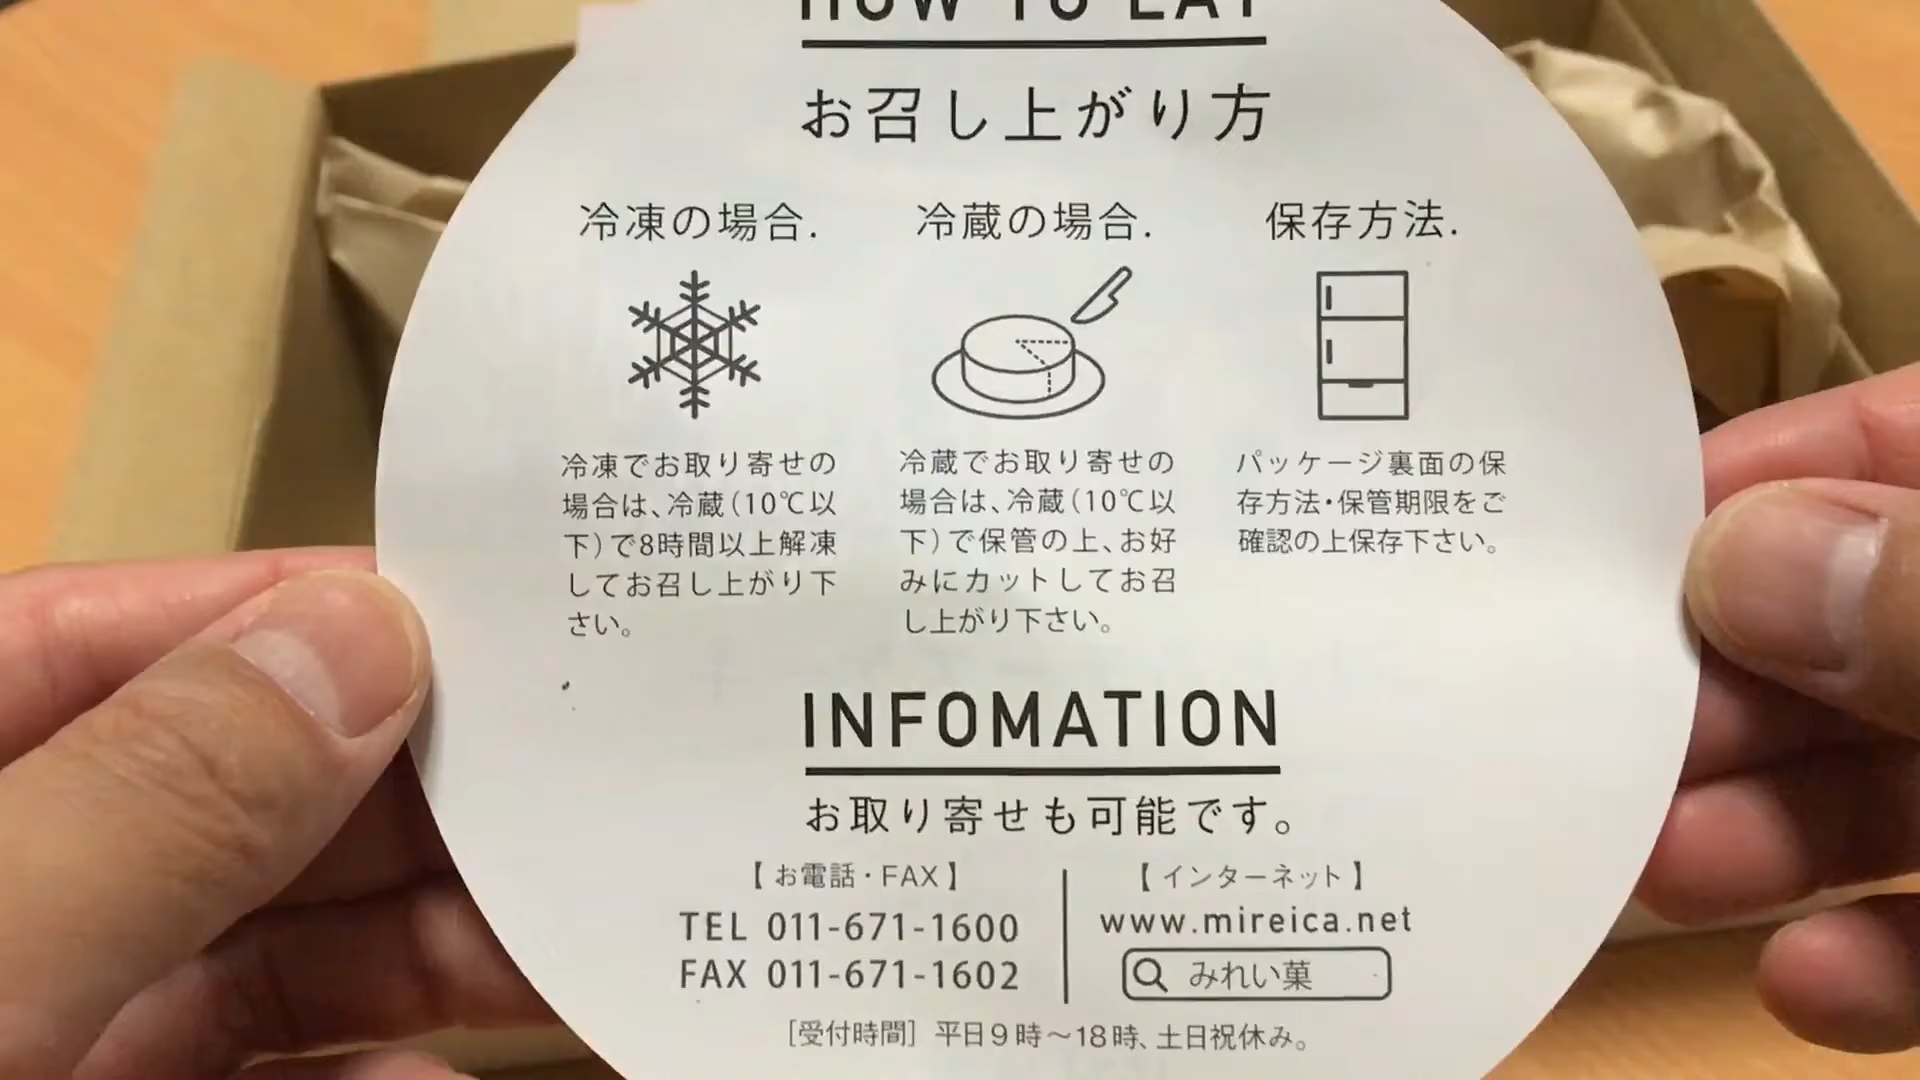 HOW TO EAT
お召し上がり方
冷凍の場合.
冷凍でお取り寄せの
場合は、冷蔵(10℃以
下)で8時間以上解凍
してお召し上がり下
さい。
冷蔵の場合.
冷蔵でお取り寄せの
場合は、冷蔵(10℃以
下)で保管の上、お好
みにカットしてお召
し上がり下さい。
保存方法.
パッケージ裏面の保
存方法・保管期限をご
確認の上保存下さい。
INFOMATION
お取り寄せも可能です。
【お電話・FAX】
TEL 011-671-1600
FAX 011-671-1602
【インターネット】
www.mireica.net
みれい菓
[受付時間] 平日9時〜18時、土日祝休み。